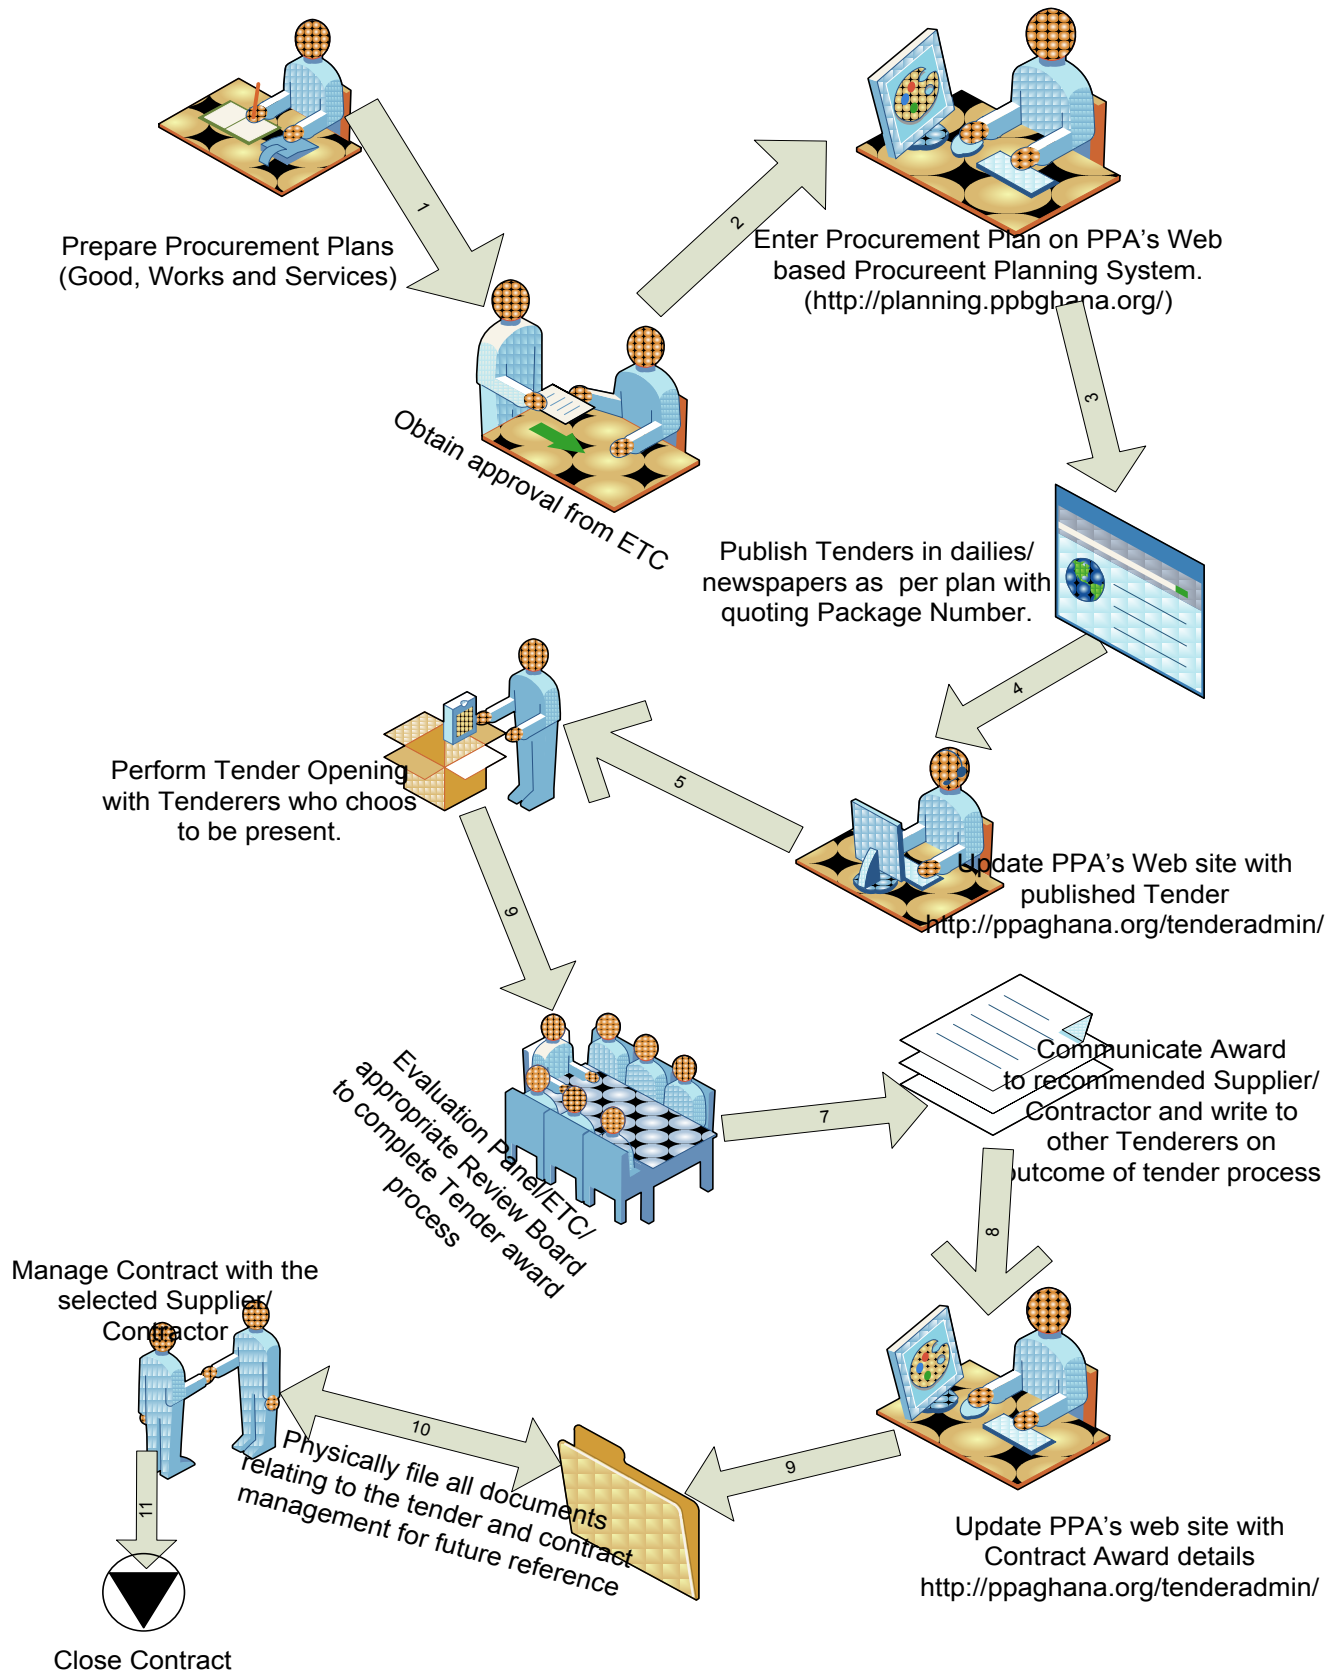 Prepare Procurement Plans
(Good, Works and Services)
1
Obtain approval from ETC
2
Enter Procurement Plan on PPA's Web
based Procureent Planning System.
(http://planning.ppbghana.org/)
3
Publish Tenders in dailies/
newspapers as per plan with
quoting Package Number.
4
Update PPA's Web site with
published Tender
http://ppaghana.org/tenderadmin/
5
Perform Tender Opening
with Tenderers who choos
to be present.
6
Evaluation Panel/ETC/
appropriate Review Board
to complete Tender award
process
7
Communicate Award
to recommended Supplier/
Contractor and write to
other Tenderers on
outcome of tender process
8
Update PPA's web site with
Contract Award details
http://ppaghana.org/tenderadmin/
9
Physically file all documents
relating to the tender and contract
management for future reference
10
Manage Contract with the
selected Supplier/
Contractor
11
Close Contract